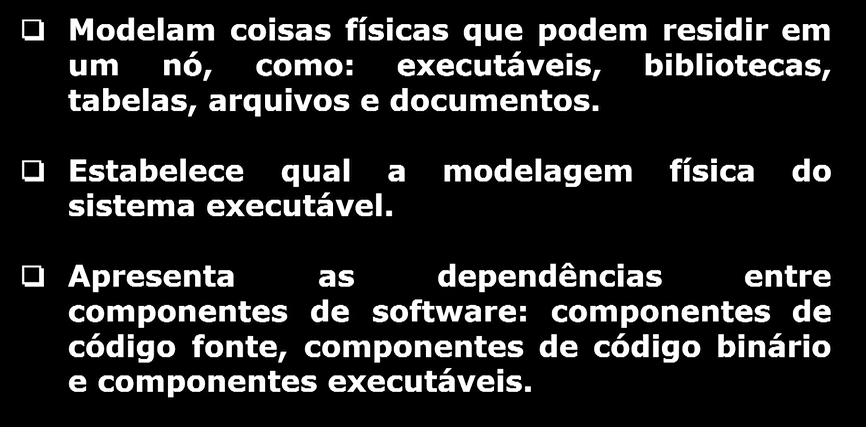 ❑ Modelam coisas físicas que podem residir em
um nó, como: executáveis, bibliotecas,
tabelas, arquivos e documentos.
❑ Estabelece qual a modelagem física do
sistema executável.
❑ Apresenta as dependências entre
componentes de software: componentes de
código fonte, componentes de código binário
e componentes executáveis.